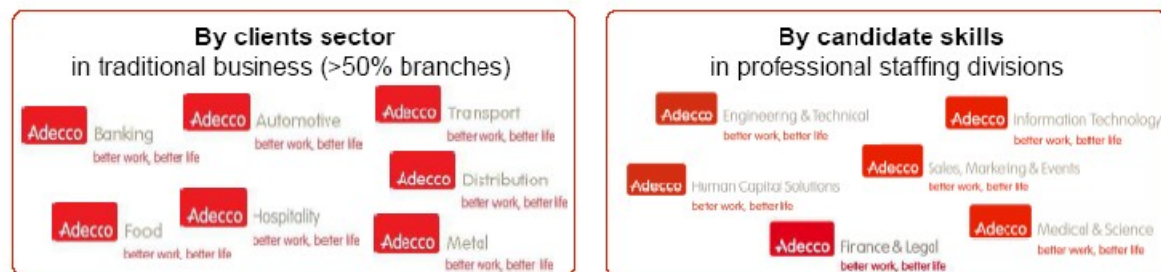 By clients sector
in traditional business (>50% branches)
Adecco Banking
better work, better life
Adecco Automotive
better work, better life
Adecco Transport
better work, better life
Adecco Distribution
better work, better life
Adecco Food
better work, better life
Adecco Hospitality
better work, better life
Adecco Metal
better work, better life
By candidate skills
in professional staffing divisions
Adecco Engineering & Technical
better work, better life
Adecco Information Technology
better work, better life
Adecco Human Capital Solutions
better work, better life
Adecco Sales, Marketing & Events
better work, better life
Adecco Finance & Legal
better work, better life
Adecco Medical & Science
better work, better life